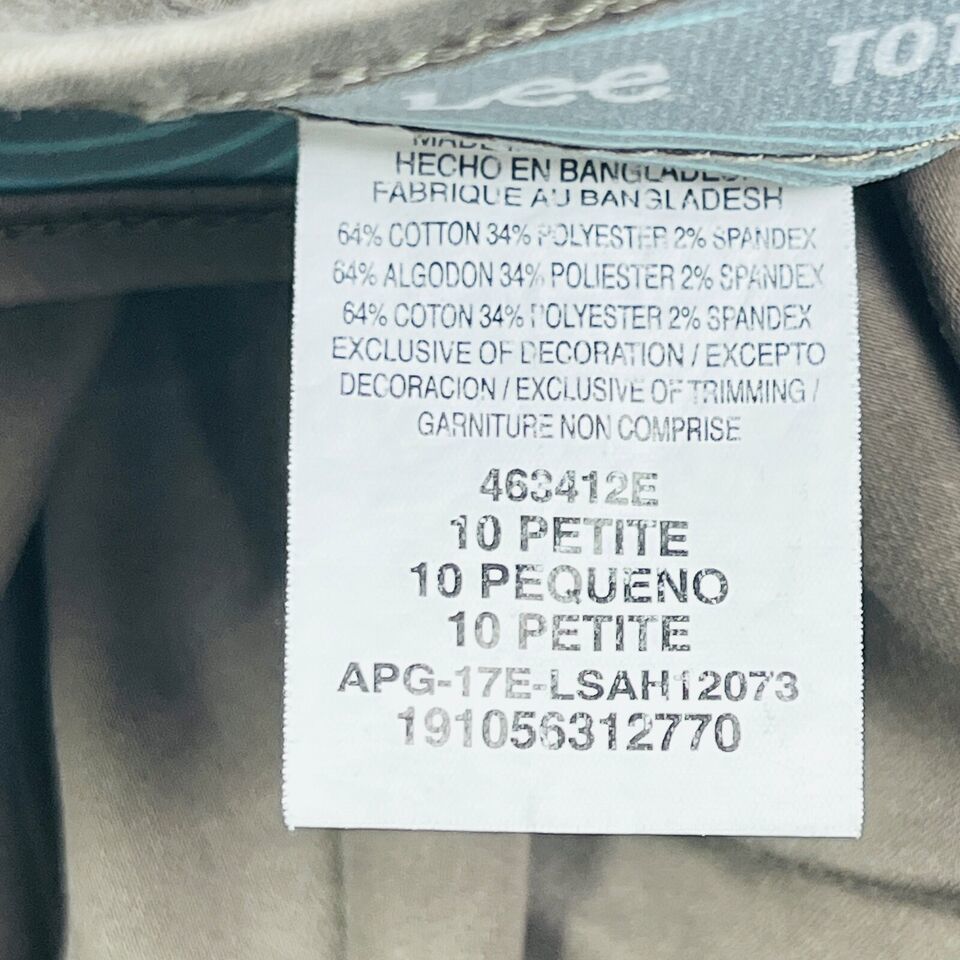 Lee TOT
HECHO EN BANGLADESH
FABRIQUE AU BANGLADESH
64% COTTON 34% POLYESTER 2% SPANDEX
64% ALGODON 34% POLIESTER 2% SPANDEX
64% COTON 34% POLYESTER 2% SPANDEX
EXCLUSIVE OF DECORATION / EXCEPTO
DECORACION / EXCLUSIVE OF TRIMMING /
GARNITURE NON COMPRISE
463412E
10 PETITE
10 PEQUENO
10 PETITE
APG-17E-LSAH12073
191056312770